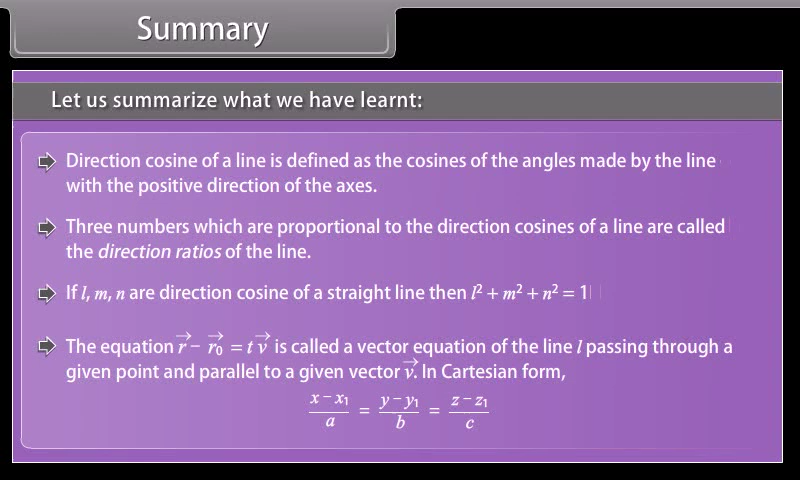 Summary
Let us summarize what we have learnt:
Direction cosine of a line is defined as the cosines of the angles made by the line
with the positive direction of the axes.
Three numbers which are proportional to the direction cosines of a line are called
the direction ratios of the line.
If l, m, n are direction cosine of a straight line then l² + m² + n² = 1
The equation r⃗ – r⃗₀ = t v⃗ is called a vector equation of the line l passing through a
given point and parallel to a given vector v⃗. In Cartesian form,
(x – x₁)/a = (y – y₁)/b = (z – z₁)/c